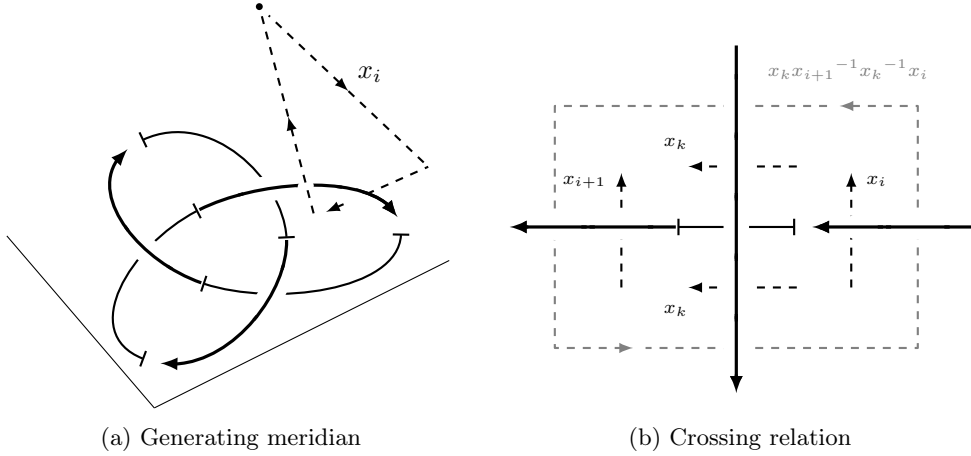 x_i
x_k x_{i+1}^{-1} x_k^{-1} x_i
x_k
x_{i+1}
x_i
x_k
(a) Generating meridian
(b) Crossing relation